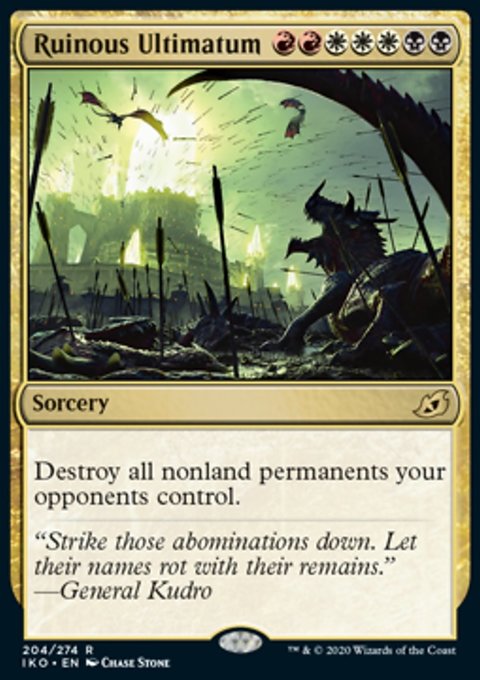 Ruinous Ultimatum
Sorcery
Destroy all nonland permanents your
opponents control.
“Strike those abominations down. Let
their names rot with their remains.”
—General Kudro
204/274 R
IKO • EN Chase Stone
™ & © 2020 Wizards of the Coast